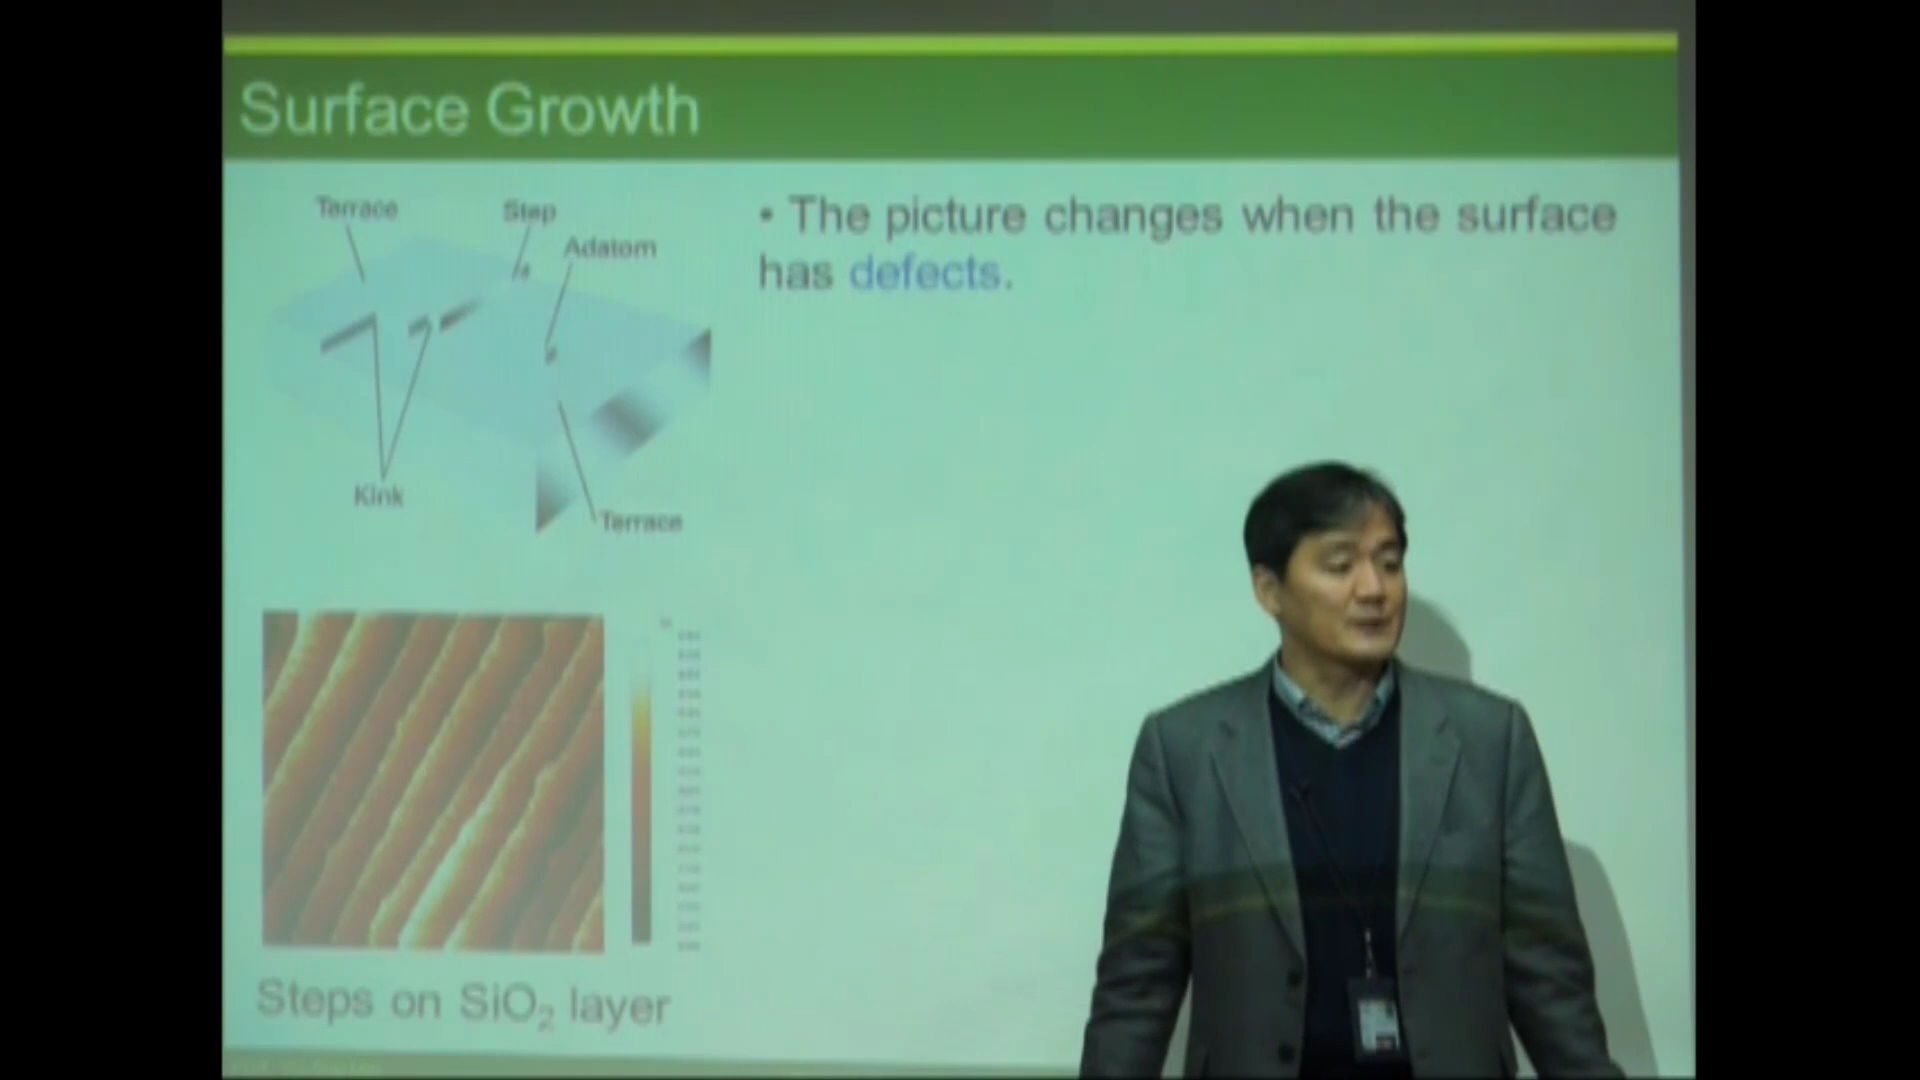 Surface Growth
Terrace
Step
Adatom
Kink
Terrace
• The picture changes when the surface
has defects.
Steps on SiO₂ layer